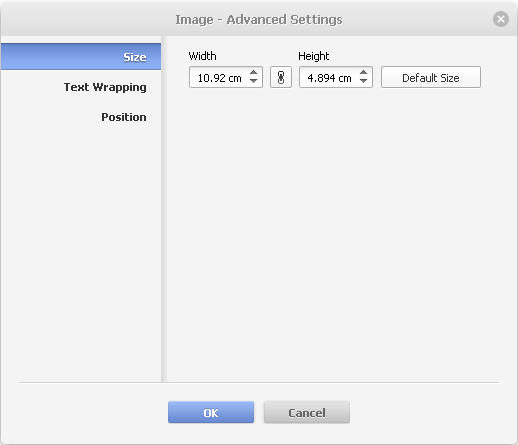 Image - Advanced Settings
Size
Text Wrapping
Position
Width Height
10.92 cm 4.894 cm Default Size
OK Cancel